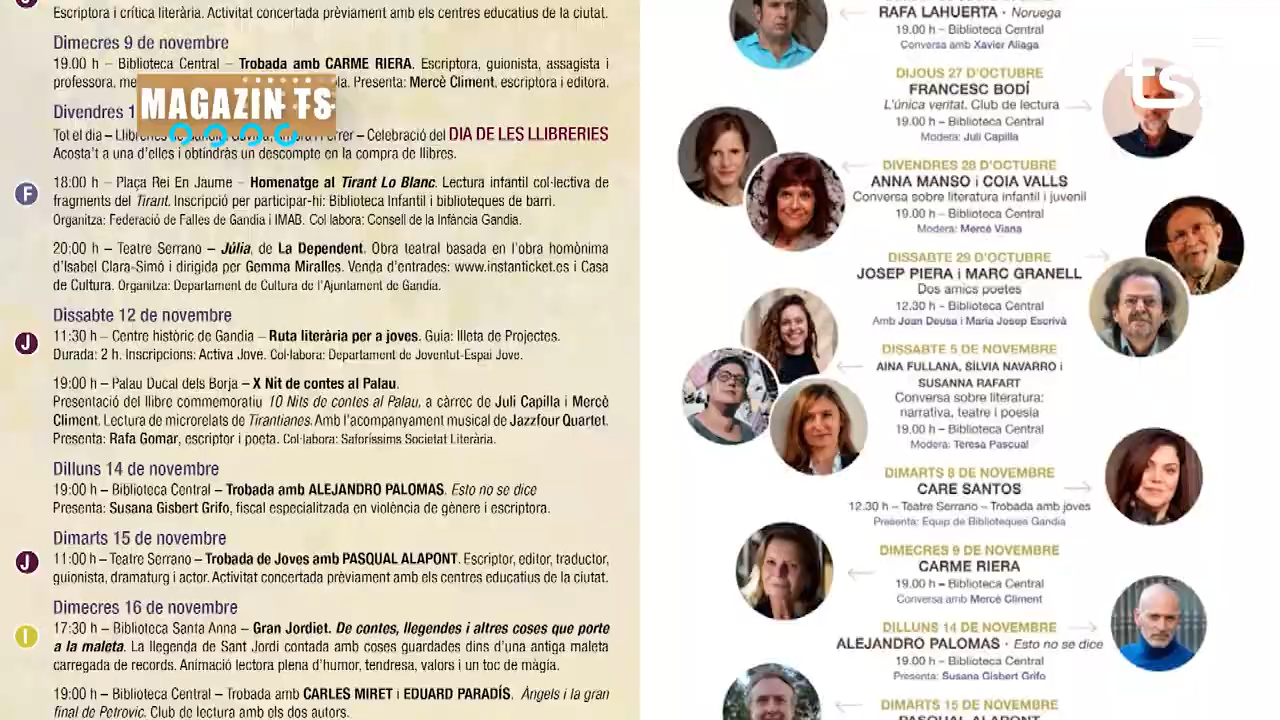 J
Escriptora i crítica literària. Activitat concertada prèviament amb els centres educatius de la ciutat.
Dimecres 9 de novembre
19.00 h – Biblioteca Central – Trobada amb CARME RIERA. Escriptora, guionista, assagista i
professora, la. Presenta: Mercè Climent, escriptora i editora.
MAGAZIN TS
Divendres 1
Tot el dia – Ferrer – Celebració del DIA DE LES LLIBRERIES
Acosta't a una d'elles i obtindràs un descompte en la compra de llibres.
F
18:00 h – Plaça Rei En Jaume – Homenatge al Tirant Lo Blanc. Lectura infantil col·lectiva de
fragments del Tirant. Inscripció per participar-hi: Biblioteca Infantil i biblioteques de barri.
Organitza: Federació de Falles de Gandia i IMAB. Col·labora: Consell de la Infància Gandia.
20:00 h – Teatre Serrano – Júlia, de La Dependent. Obra teatral basada en l'obra homònima
d'Isabel Clara-Simó i dirigida per Gemma Miralles. Venda d'entrades: www.instanticket.es i Casa
de Cultura. Organitza: Departament de Cultura de l'Ajuntament de Gandia.
Dissabte 12 de novembre
J
11:30 h – Centre històric de Gandia – Ruta literària per a joves. Guia: Illeta de Projectes.
Durada: 2 h. Inscripcions: Activa Jove. Col·labora: Departament de Joventut-Espai Jove.
19:00 h – Palau Ducal dels Borja – X Nit de contes al Palau.
Presentació del llibre commemoratiu 10 Nits de contes al Palau, a càrrec de Juli Capilla i Mercè
Climent. Lectura de microrelats de Tirantianes. Amb l'acompanyament musical de Jazzfour Quartet.
Presenta: Rafa Gomar, escriptor i poeta. Col·labora: Saforíssims Societat Literària.
Dilluns 14 de novembre
19:00 h – Biblioteca Central – Trobada amb ALEJANDRO PALOMAS. Esto no se dice
Presenta: Susana Gisbert Grifo, fiscal especialitzada en violència de gènere i escriptora.
Dimarts 15 de novembre
J
11:00 h – Teatre Serrano – Trobada de Joves amb PASQUAL ALAPONT. Escriptor, editor, traductor,
guionista, dramaturg i actor. Activitat concertada prèviament amb els centres educatius de la ciutat.
Dimecres 16 de novembre
I
17:30 h – Biblioteca Santa Anna – Gran Jordiet. De contes, llegendes i altres coses que porte
a la maleta. La llegenda de Sant Jordi contada amb coses guardades dins d'una antiga maleta
carregada de records. Animació lectora plena d'humor, tendresa, valors i un toc de màgia.
19:00 h – Biblioteca Central – Trobada amb CARLES MIRET i EDUARD PARADÍS. Àngels i la gran
final de Petrovic. Club de lectura amb els dos autors.
RAFA LAHUERTA · Noruega
19.00 h – Biblioteca Central
Conversa amb Xavier Aliaga
ts.
DIJOUS 27 D'OCTUBRE
FRANCESC BODÍ
L'única veritat. Club de lectura
19.00 h – Biblioteca Central
Modera: Juli Capilla
DIVENDRES 28 D'OCTUBRE
ANNA MANSO i COIA VALLS
Conversa sobre literatura infantil i juvenil
19.00 h – Biblioteca Central
Modera: Mercè Viana
DISSABTE 29 D'OCTUBRE
JOSEP PIERA i MARC GRANELL
Dos amics poetes
12.30 h – Biblioteca Central
Amb Joan Deusa i Maria Josep Escrivà
DISSABTE 5 DE NOVEMBRE
AINA FULLANA, SÍLVIA NAVARRO i
SUSANNA RAFART
Conversa sobre literatura:
narrativa, teatre i poesia
19.00 h – Biblioteca Central
Modera: Teresa Pascual
DIMARTS 8 DE NOVEMBRE
CARE SANTOS
12.30 h – Teatre Serrano – Trobada amb joves
Presenta: Equip de Biblioteques Gandia
DIMECRES 9 DE NOVEMBRE
CARME RIERA
19.00 h – Biblioteca Central
Conversa amb Mercè Climent
DILLUNS 14 DE NOVEMBRE
ALEJANDRO PALOMAS · Esto no se dice
19.00 h – Biblioteca Central
Presenta: Susana Gisbert Grifo
DIMARTS 15 DE NOVEMBRE
PASQUAL ALAPONT